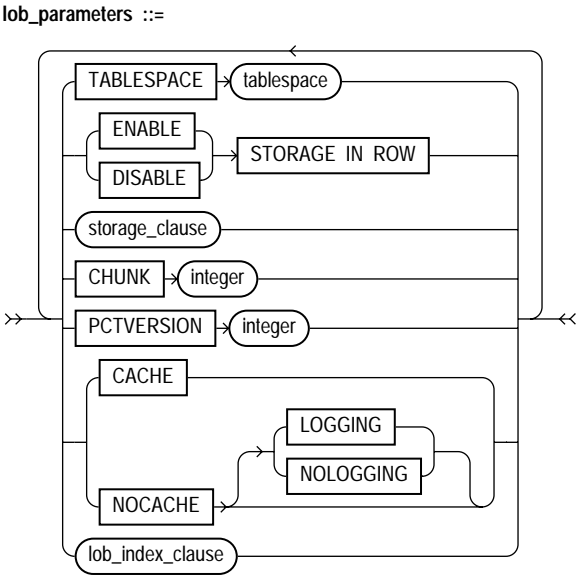 lob_parameters ::=
TABLESPACE tablespace
ENABLE
STORAGE IN ROW
DISABLE
storage_clause
CHUNK integer
PCTVERSION integer
CACHE
LOGGING
NOLOGGING
NOCACHE
lob_index_clause